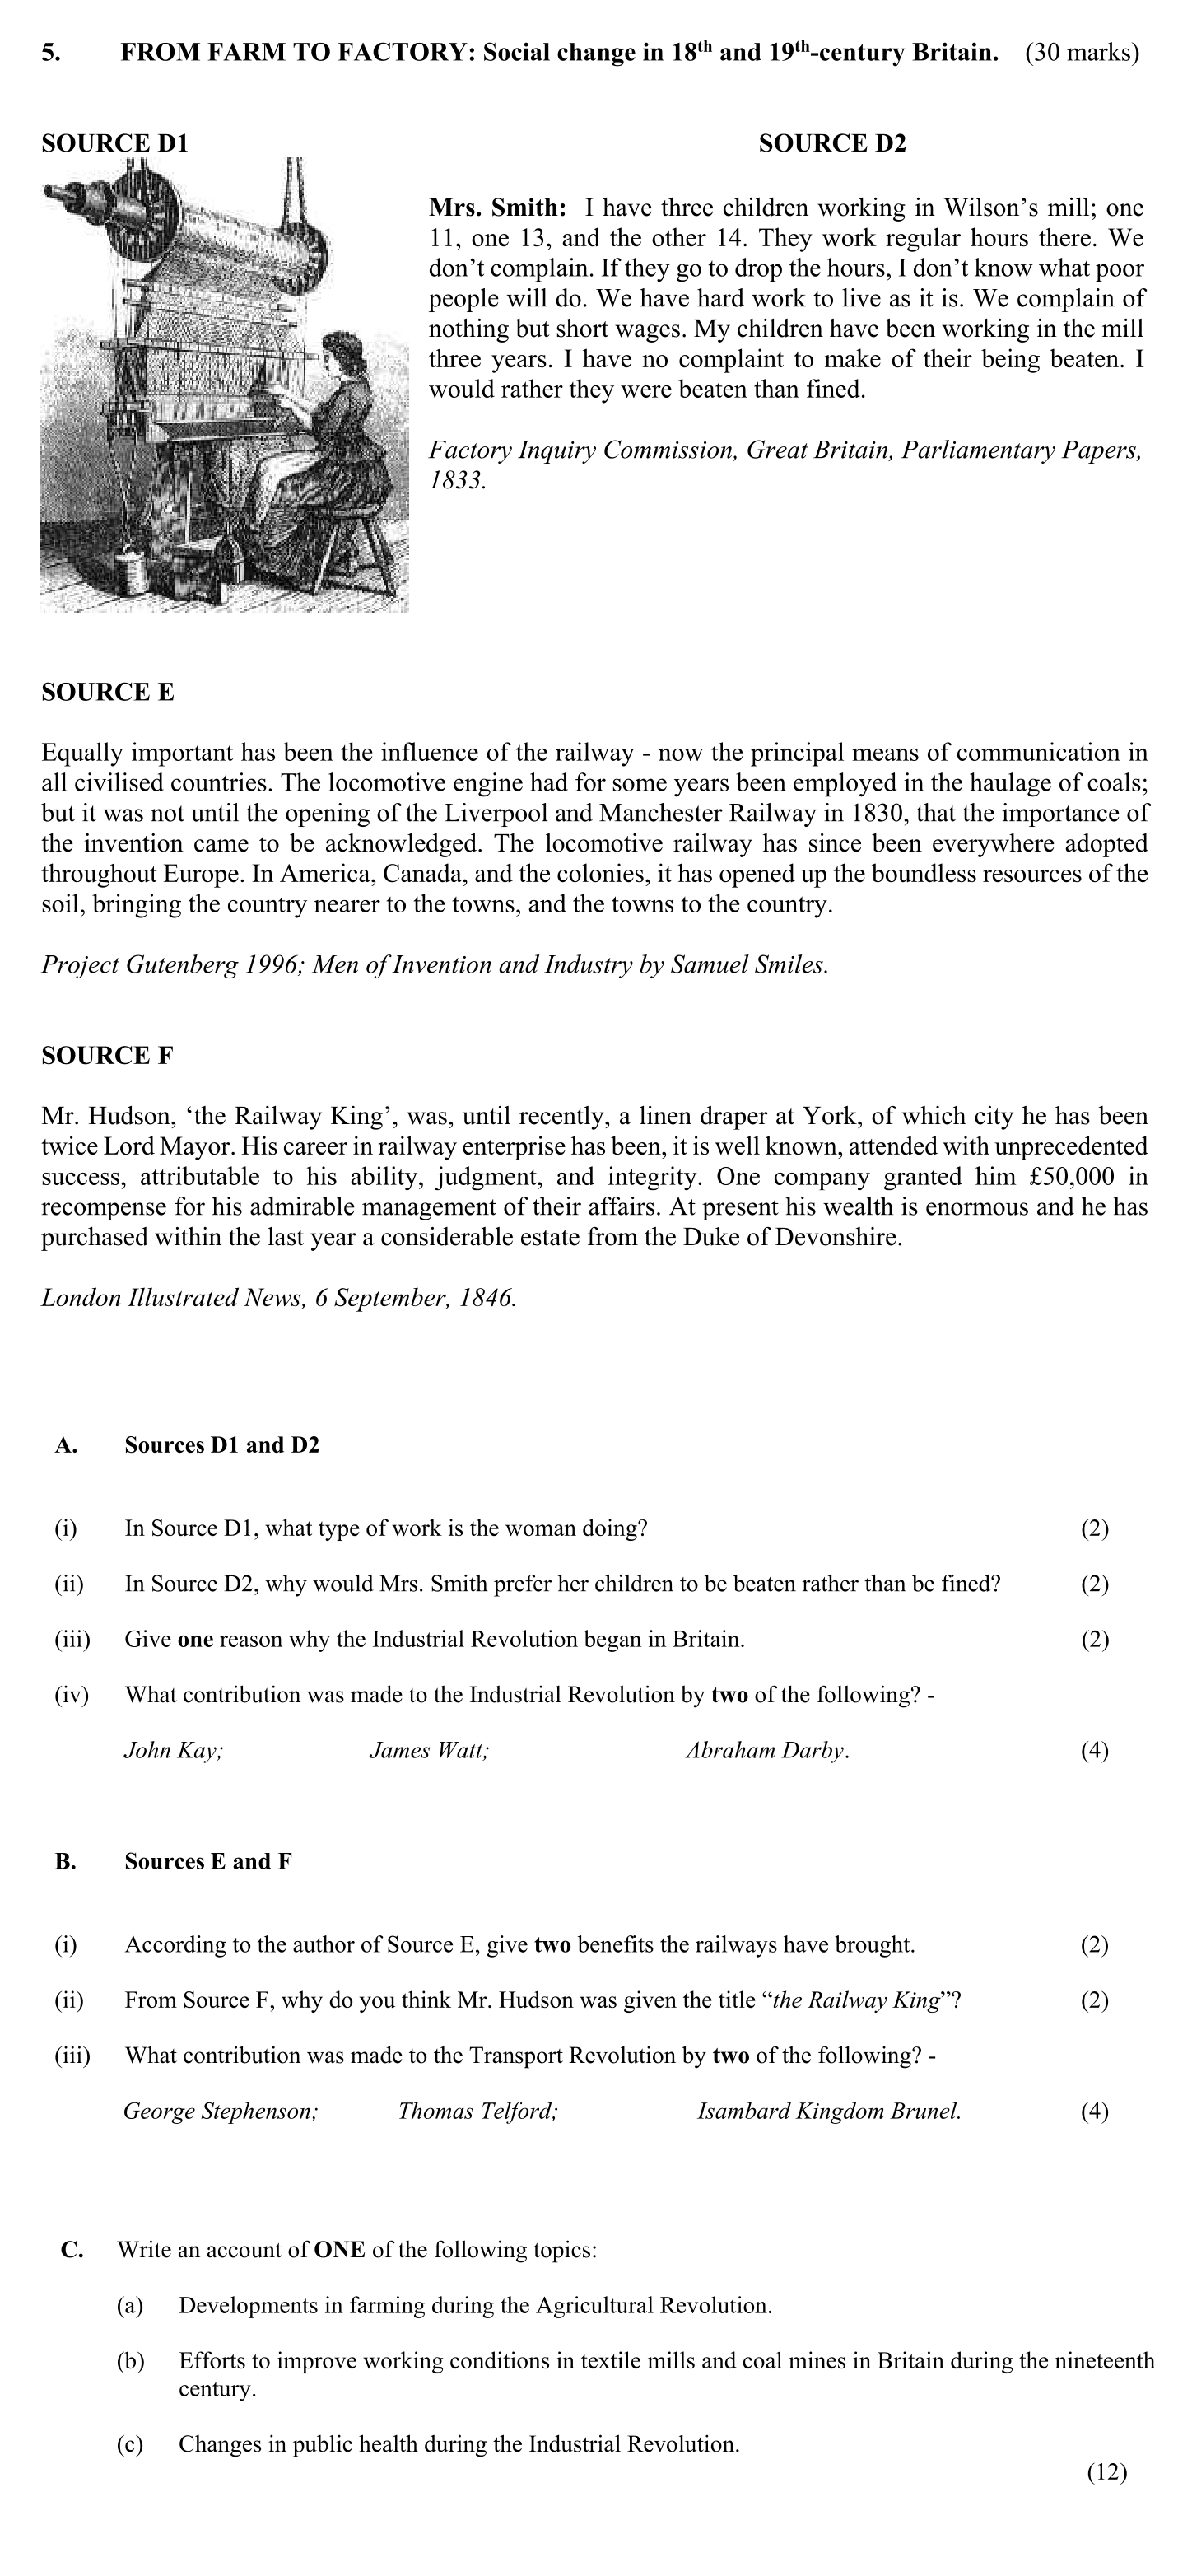 5. FROM FARM TO FACTORY: Social change in 18th and 19th-century Britain. (30 marks)
SOURCE D1
SOURCE D2
Mrs. Smith: I have three children working in Wilson’s mill; one
11, one 13, and the other 14. They work regular hours there. We
don’t complain. If they go to drop the hours, I don’t know what poor
people will do. We have hard work to live as it is. We complain of
nothing but short wages. My children have been working in the mill
three years. I have no complaint to make of their being beaten. I
would rather they were beaten than fined.
Factory Inquiry Commission, Great Britain, Parliamentary Papers,
1833.
SOURCE E
Equally important has been the influence of the railway - now the principal means of communication in
all civilised countries. The locomotive engine had for some years been employed in the haulage of coals;
but it was not until the opening of the Liverpool and Manchester Railway in 1830, that the importance of
the invention came to be acknowledged. The locomotive railway has since been everywhere adopted
throughout Europe. In America, Canada, and the colonies, it has opened up the boundless resources of the
soil, bringing the country nearer to the towns, and the towns to the country.
Project Gutenberg 1996; Men of Invention and Industry by Samuel Smiles.
SOURCE F
Mr. Hudson, ‘the Railway King’, was, until recently, a linen draper at York, of which city he has been
twice Lord Mayor. His career in railway enterprise has been, it is well known, attended with unprecedented
success, attributable to his ability, judgment, and integrity. One company granted him £50,000 in
recompense for his admirable management of their affairs. At present his wealth is enormous and he has
purchased within the last year a considerable estate from the Duke of Devonshire.
London Illustrated News, 6 September, 1846.
A. Sources D1 and D2
(i) In Source D1, what type of work is the woman doing? (2)
(ii) In Source D2, why would Mrs. Smith prefer her children to be beaten rather than be fined? (2)
(iii) Give one reason why the Industrial Revolution began in Britain. (2)
(iv) What contribution was made to the Industrial Revolution by two of the following? -
John Kay; James Watt; Abraham Darby. (4)
B. Sources E and F
(i) According to the author of Source E, give two benefits the railways have brought. (2)
(ii) From Source F, why do you think Mr. Hudson was given the title “the Railway King”? (2)
(iii) What contribution was made to the Transport Revolution by two of the following? -
George Stephenson; Thomas Telford; Isambard Kingdom Brunel. (4)
C. Write an account of ONE of the following topics:
(a) Developments in farming during the Agricultural Revolution.
(b) Efforts to improve working conditions in textile mills and coal mines in Britain during the nineteenth
century.
(c) Changes in public health during the Industrial Revolution.
(12)